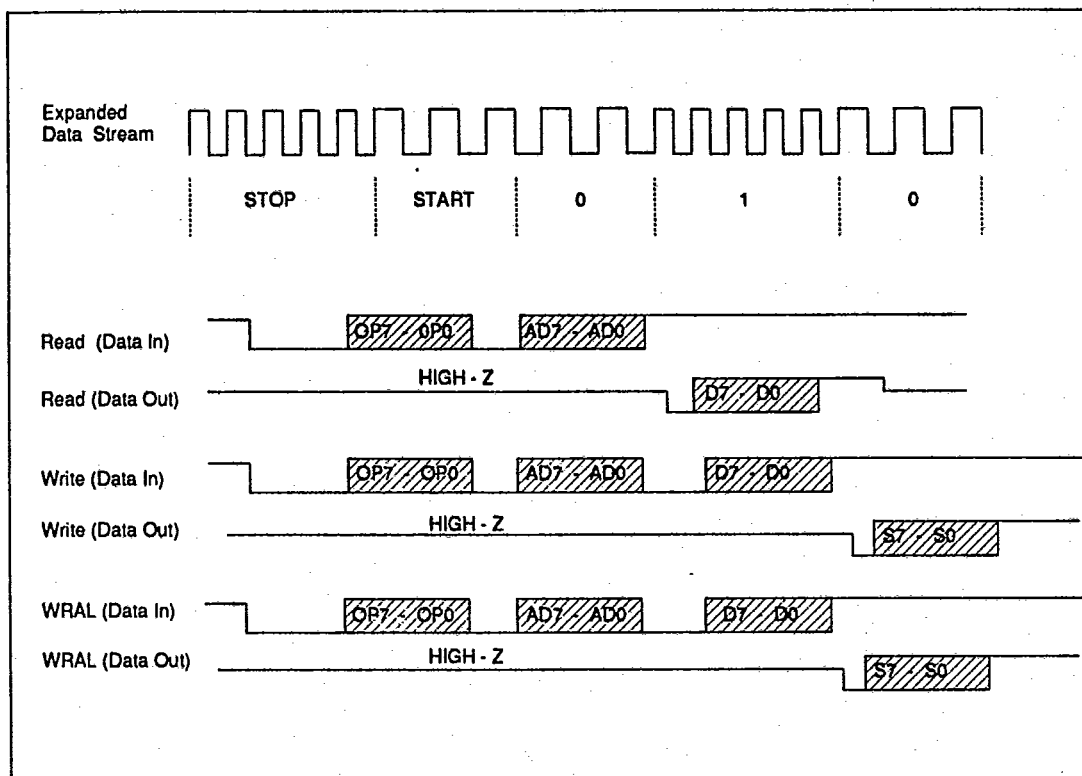 Expanded
Data Stream
STOP START 0 1 0
Read (Data In) OP7 - 0P0 AD7 - AD0
HIGH - Z
Read (Data Out) D7 - D0
Write (Data In) OP7 - OP0 AD7 - AD0 D7 - D0
Write (Data Out) HIGH - Z S7 - S0
WRAL (Data In) OP7 - OP0 AD7 - AD0 D7 - D0
WRAL (Data Out) HIGH - Z S7 - S0